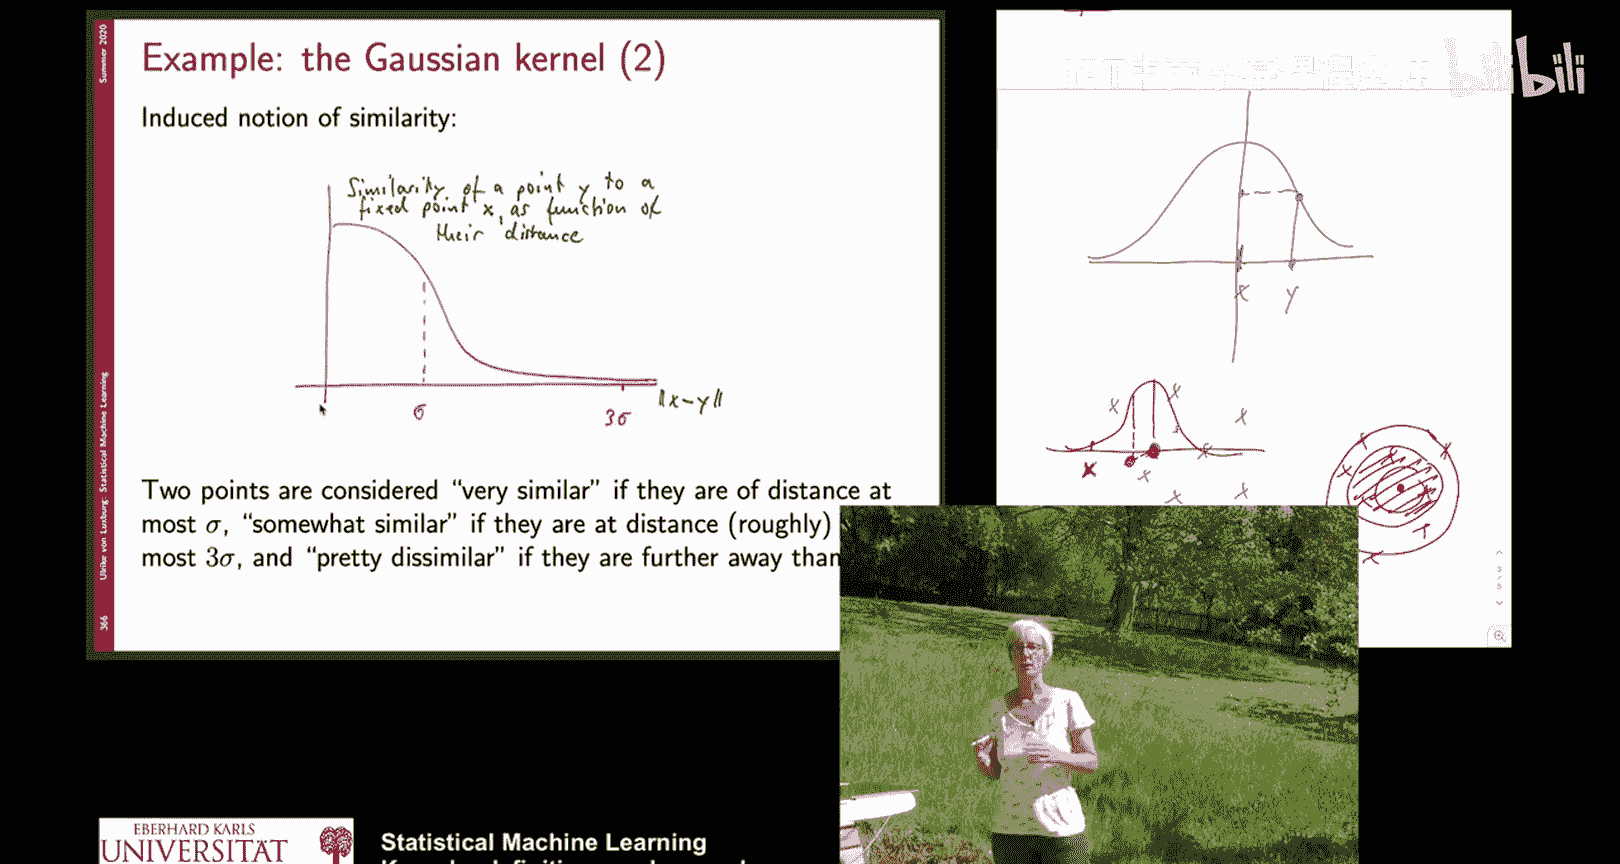 Summer 2020
Ulrike von Luxburg: Statistical Machine Learning
366
Example: the Gaussian kernel (2)
Induced notion of similarity:
Similarity of a point y to a
fixed point x, as function of
their distance
σ
3σ
||x-y||
Two points are considered “very similar” if they are of distance at
most σ, “somewhat similar” if they are at distance (roughly)
most 3σ, and “pretty dissimilar” if they are further away than
x
y
bilibili
EBERHARD KARLS
UNIVERSITÄT
Statistical Machine Learning